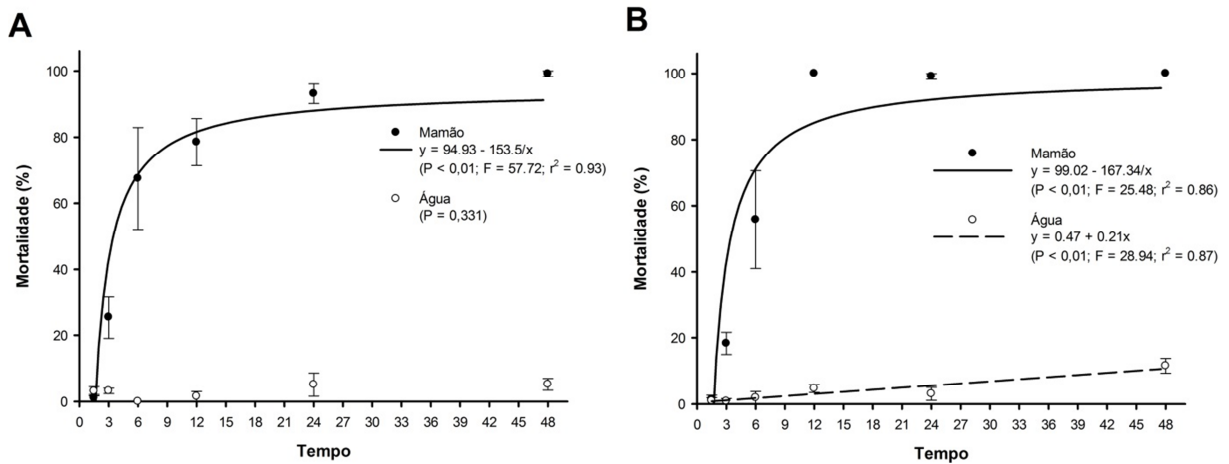 A
Mortalidade (%)
100
80
60
40
20
0
Mamão
y = 94.93 - 153.5/x
(P < 0,01; F = 57.72; r² = 0.93)
Água
(P = 0,331)
0 3 6 9 12 15 18 21 24 27 30 33 36 39 42 45 48
Tempo
B
Mortalidade (%)
100
80
60
40
20
0
Mamão
y = 99.02 - 167.34/x
(P < 0,01; F = 25.48; r² = 0.86)
Água
y = 0.47 + 0.21x
(P < 0,01; F = 28.94; r² = 0.87)
0 3 6 9 12 15 18 21 24 27 30 33 36 39 42 45 48
Tempo